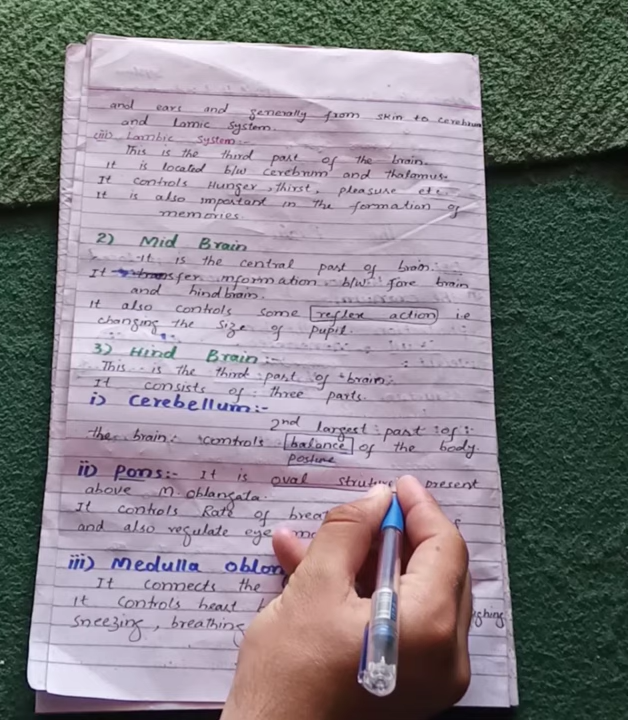 and ears and generally from skin to cerebrum
and Lamic System.
(iii) Lambic System:-
This is the third part of the brain.
It is located b/w cerebrum and thalamus.
It controls Hunger, thirst, pleasure etc.
It is also important in the formation of
memories.
2) Mid Brain
It is the central part of brain.
It transfer information b/w fore brain
and hind brain.
It also controls some reflex action i.e
changing the size of pupil.
3) Hind Brain:-
This is the third part of brain.
It consists of three parts.
i) Cerebellum:-
2nd largest part of
the brain. controls balance of the body.
posture
ii) Pons:- It is oval struture present
above M. oblangata.
It controls Rate of
and also regulate eye
iii) Medulla
It connects the
It controls heart
Sneezing, breathing